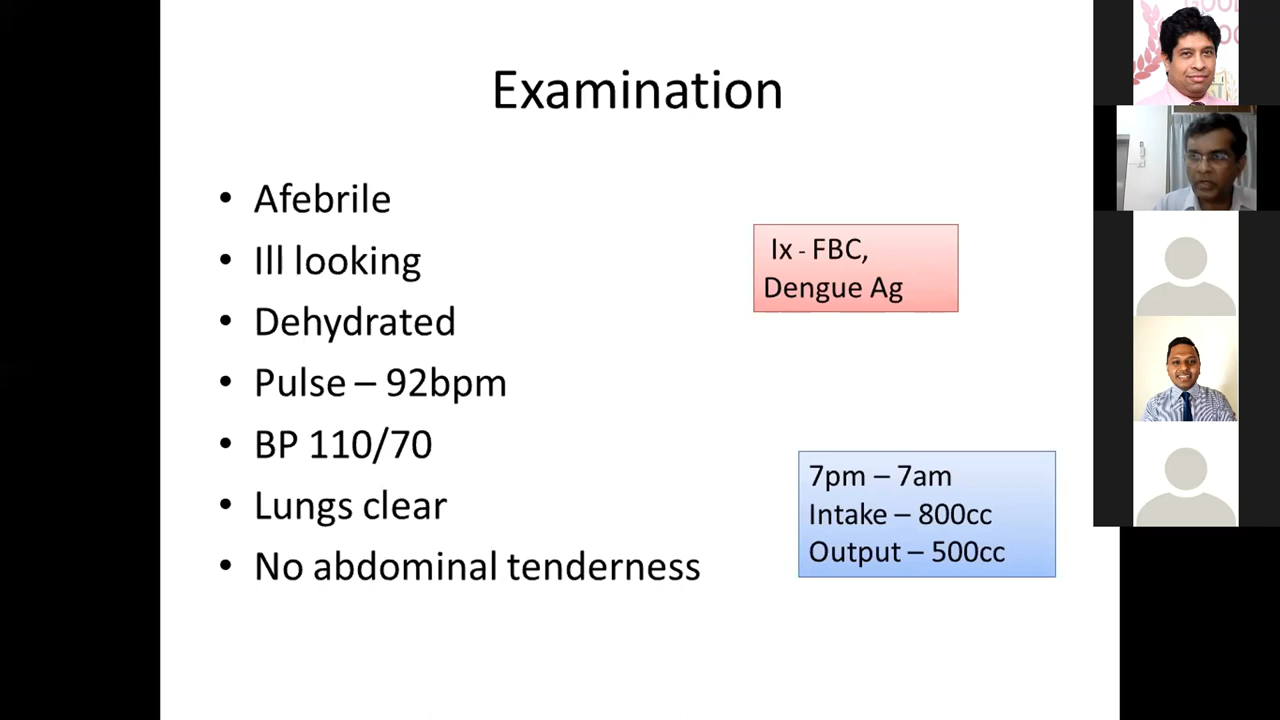 Examination
• Afebrile
• Ill looking
• Dehydrated
• Pulse – 92bpm
• BP 110/70
• Lungs clear
• No abdominal tenderness
Ix - FBC,
Dengue Ag
7pm – 7am
Intake – 800cc
Output – 500cc